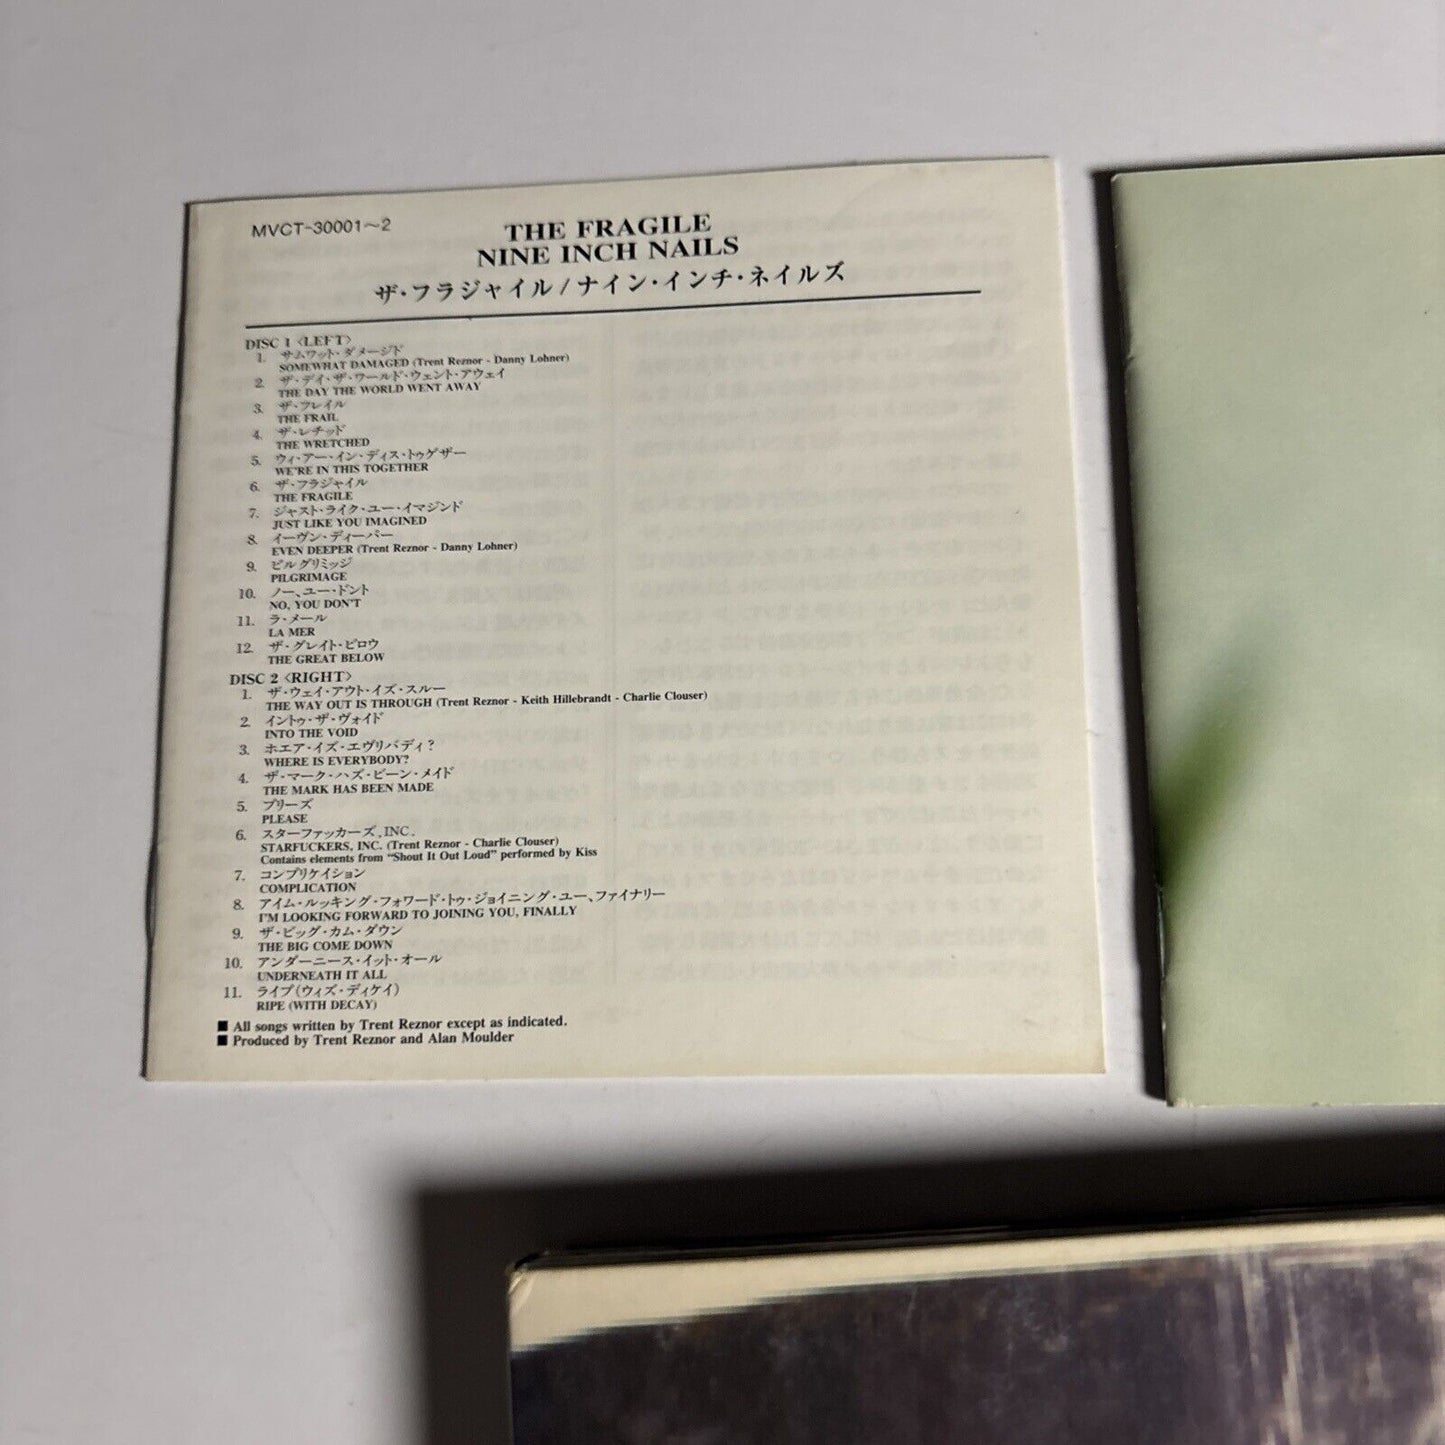 MVCT-30001〜2
THE FRAGILE
NINE INCH NAILS
ザ・フラジャイル/ナイン・インチ・ネイルズ
DISC 1 〈LEFT〉
1. サムワット・ダメージド
SOMEWHAT DAMAGED (Trent Reznor - Danny Lohner)
2. ザ・デイ・ザ・ワールド・ウェント・アウェイ
THE DAY THE WORLD WENT AWAY
3. ザ・フレイル
THE FRAIL
4. ザ・レチッド
THE WRETCHED
5. ウィ・アー・イン・ディス・トゥゲザー
WE'RE IN THIS TOGETHER
6. ザ・フラジャイル
THE FRAGILE
7. ジャスト・ライク・ユー・イマジンド
JUST LIKE YOU IMAGINED
8. イーヴン・ディーパー
EVEN DEEPER (Trent Reznor - Danny Lohner)
9. ピルグリミッジ
PILGRIMAGE
10. ノー、ユー・ドント
NO, YOU DON'T
11. ラ・メール
LA MER
12. ザ・グレイト・ビロウ
THE GREAT BELOW
DISC 2 〈RIGHT〉
1. ザ・ウェイ・アウト・イズ・スルー
THE WAY OUT IS THROUGH (Trent Reznor - Keith Hillebrandt - Charlie Clouser)
2. イントゥ・ザ・ヴォイド
INTO THE VOID
3. ホエア・イズ・エヴリバディ?
WHERE IS EVERYBODY?
4. ザ・マーク・ハズ・ビーン・メイド
THE MARK HAS BEEN MADE
5. プリーズ
PLEASE
6. スターファッカーズ,INC.
STARFUCKERS, INC. (Trent Reznor - Charlie Clouser)
Contains elements from "Shout It Out Loud" performed by Kiss
7. コンプリケイション
COMPLICATION
8. アイム・ルッキング・フォワード・トゥ・ジョイニング・ユー、ファイナリー
I'M LOOKING FORWARD TO JOINING YOU, FINALLY
9. ザ・ビッグ・カム・ダウン
THE BIG COME DOWN
10. アンダーニース・イット・オール
UNDERNEATH IT ALL
11. ライプ(ウィズ・ディケイ)
RIPE (WITH DECAY)
■ All songs written by Trent Reznor except as indicated.
■ Produced by Trent Reznor and Alan Moulder